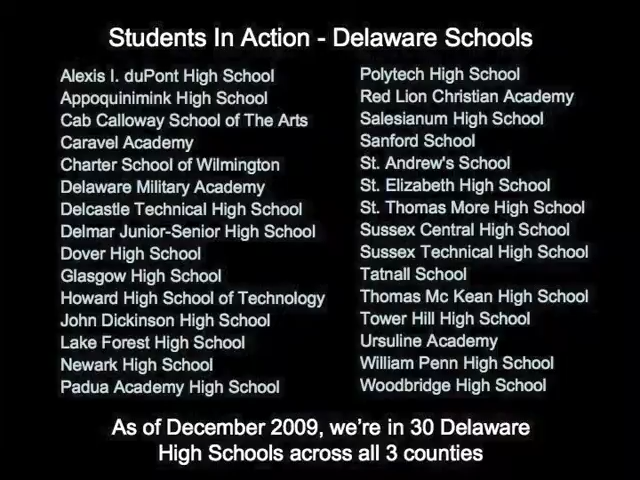 Students In Action - Delaware Schools
Alexis I. duPont High School
Appoquinimink High School
Cab Calloway School of The Arts
Caravel Academy
Charter School of Wilmington
Delaware Military Academy
Delcastle Technical High School
Delmar Junior-Senior High School
Dover High School
Glasgow High School
Howard High School of Technology
John Dickinson High School
Lake Forest High School
Newark High School
Padua Academy High School
Polytech High School
Red Lion Christian Academy
Salesianum High School
Sanford School
St. Andrew's School
St. Elizabeth High School
St. Thomas More High School
Sussex Central High School
Sussex Technical High School
Tatnall School
Thomas Mc Kean High School
Tower Hill High School
Ursuline Academy
William Penn High School
Woodbridge High School
As of December 2009, we're in 30 Delaware
High Schools across all 3 counties